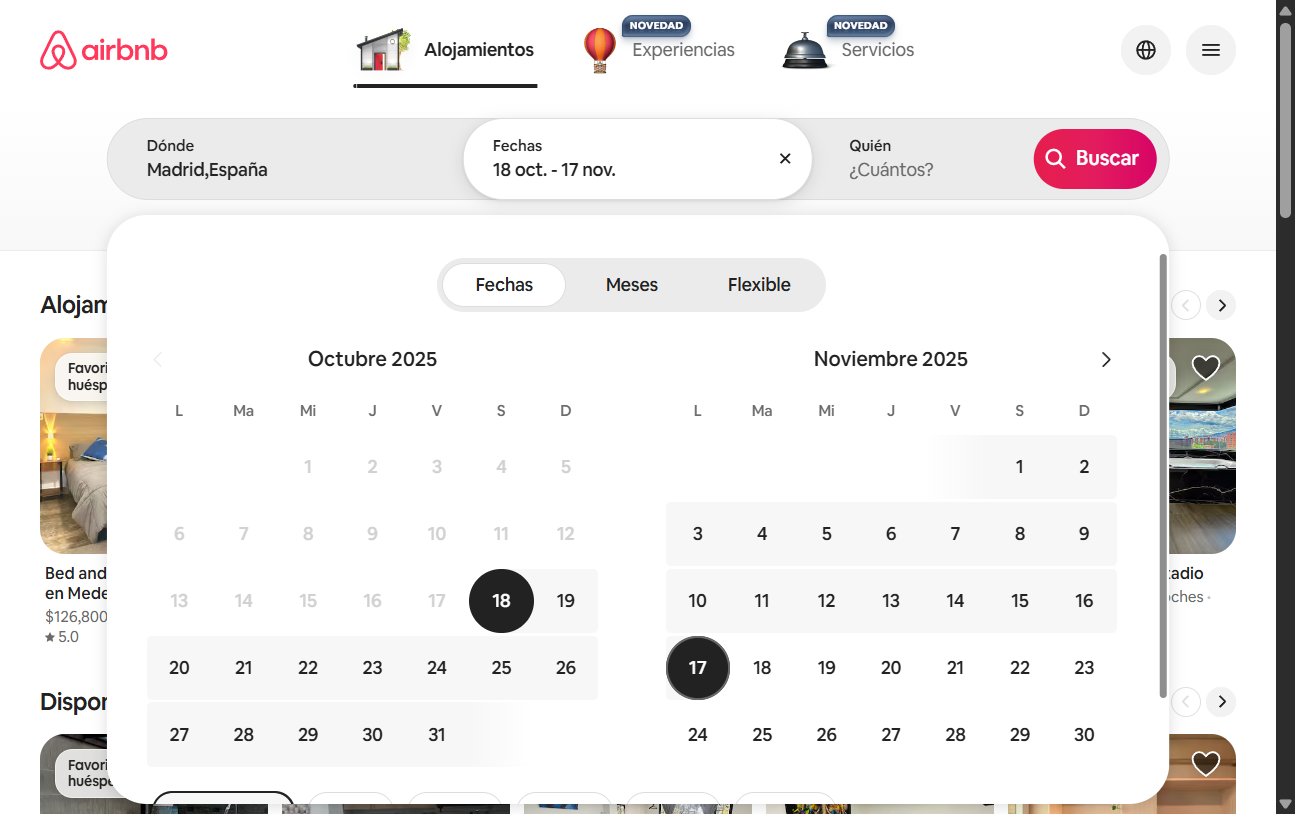 airbnb
Alojamientos
NOVEDAD
Experiencias
NOVEDAD
Servicios
Dónde
Madrid,España
Fechas
18 oct. - 17 nov.
Quién
¿Cuántos?
Buscar
Fechas
Meses
Flexible
Octubre 2025
L Ma Mi J V S D
1 2 3 4 5
6 7 8 9 10 11 12
13 14 15 16 17 18 19
20 21 22 23 24 25 26
27 28 29 30 31
Noviembre 2025
L Ma Mi J V S D
1 2
3 4 5 6 7 8 9
10 11 12 13 14 15 16
17 18 19 20 21 22 23
24 25 26 27 28 29 30
Alojam
Favori
huésp
Bed and
en Mede
$126,800
5.0
tadio
oches ·
Dispon
Favori
huéspe